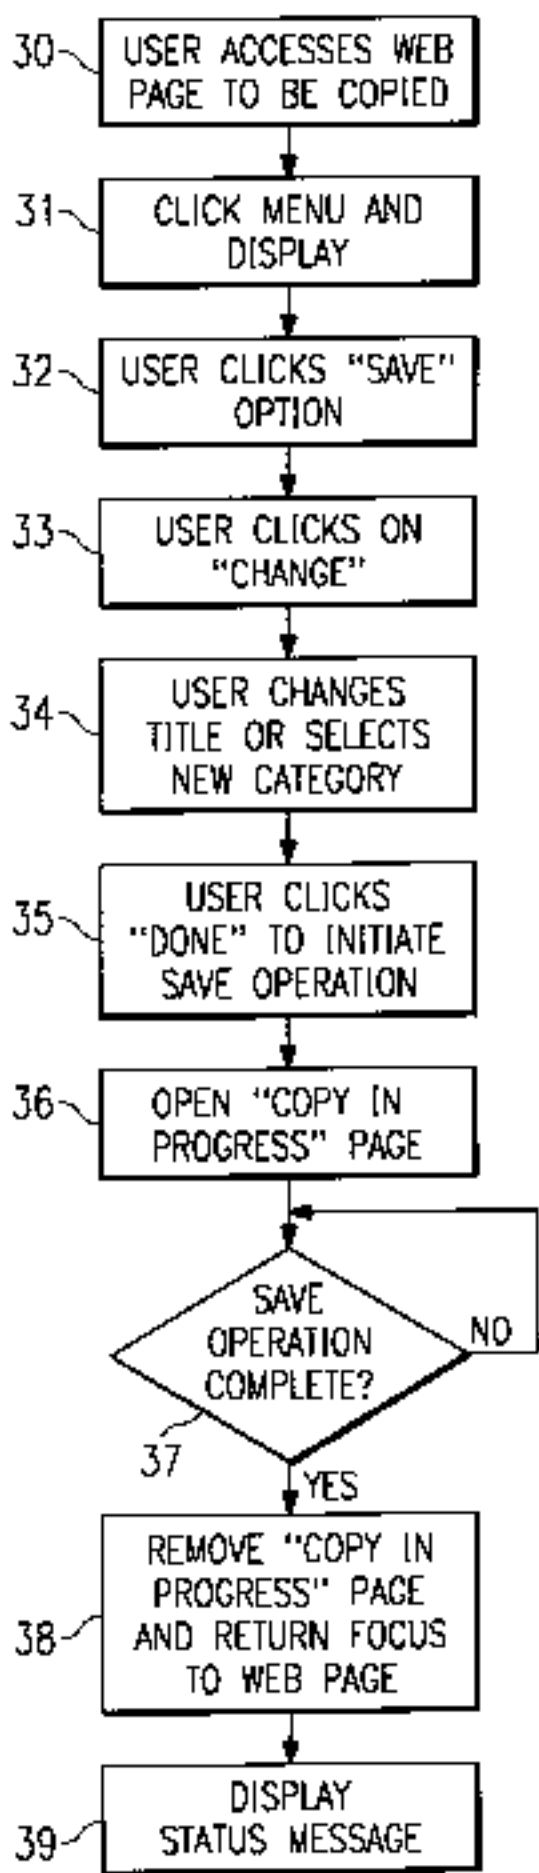 30
USER ACCESSES WEB
PAGE TO BE COPIED
31
CLICK MENU AND
DISPLAY
32
USER CLICKS "SAVE"
OPTION
33
USER CLICKS ON
"CHANGE"
34
USER CHANGES
TITLE OR SELECTS
NEW CATEGORY
35
USER CLICKS
"DONE" TO INITIATE
SAVE OPERATION
36
OPEN "COPY IN
PROGRESS" PAGE
SAVE
OPERATION
COMPLETE?
NO
37
YES
38
REMOVE "COPY IN
PROGRESS" PAGE
AND RETURN FOCUS
TO WEB PAGE
39
DISPLAY
STATUS MESSAGE